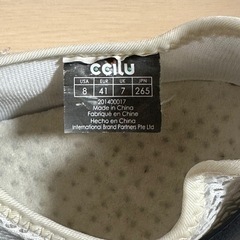 ccilu
USA EUR UK JPN
8 41 7 265
201400017
Made in China
Fabriqué en Chine
Hecho en China
International Brand Partners Pte Ltd